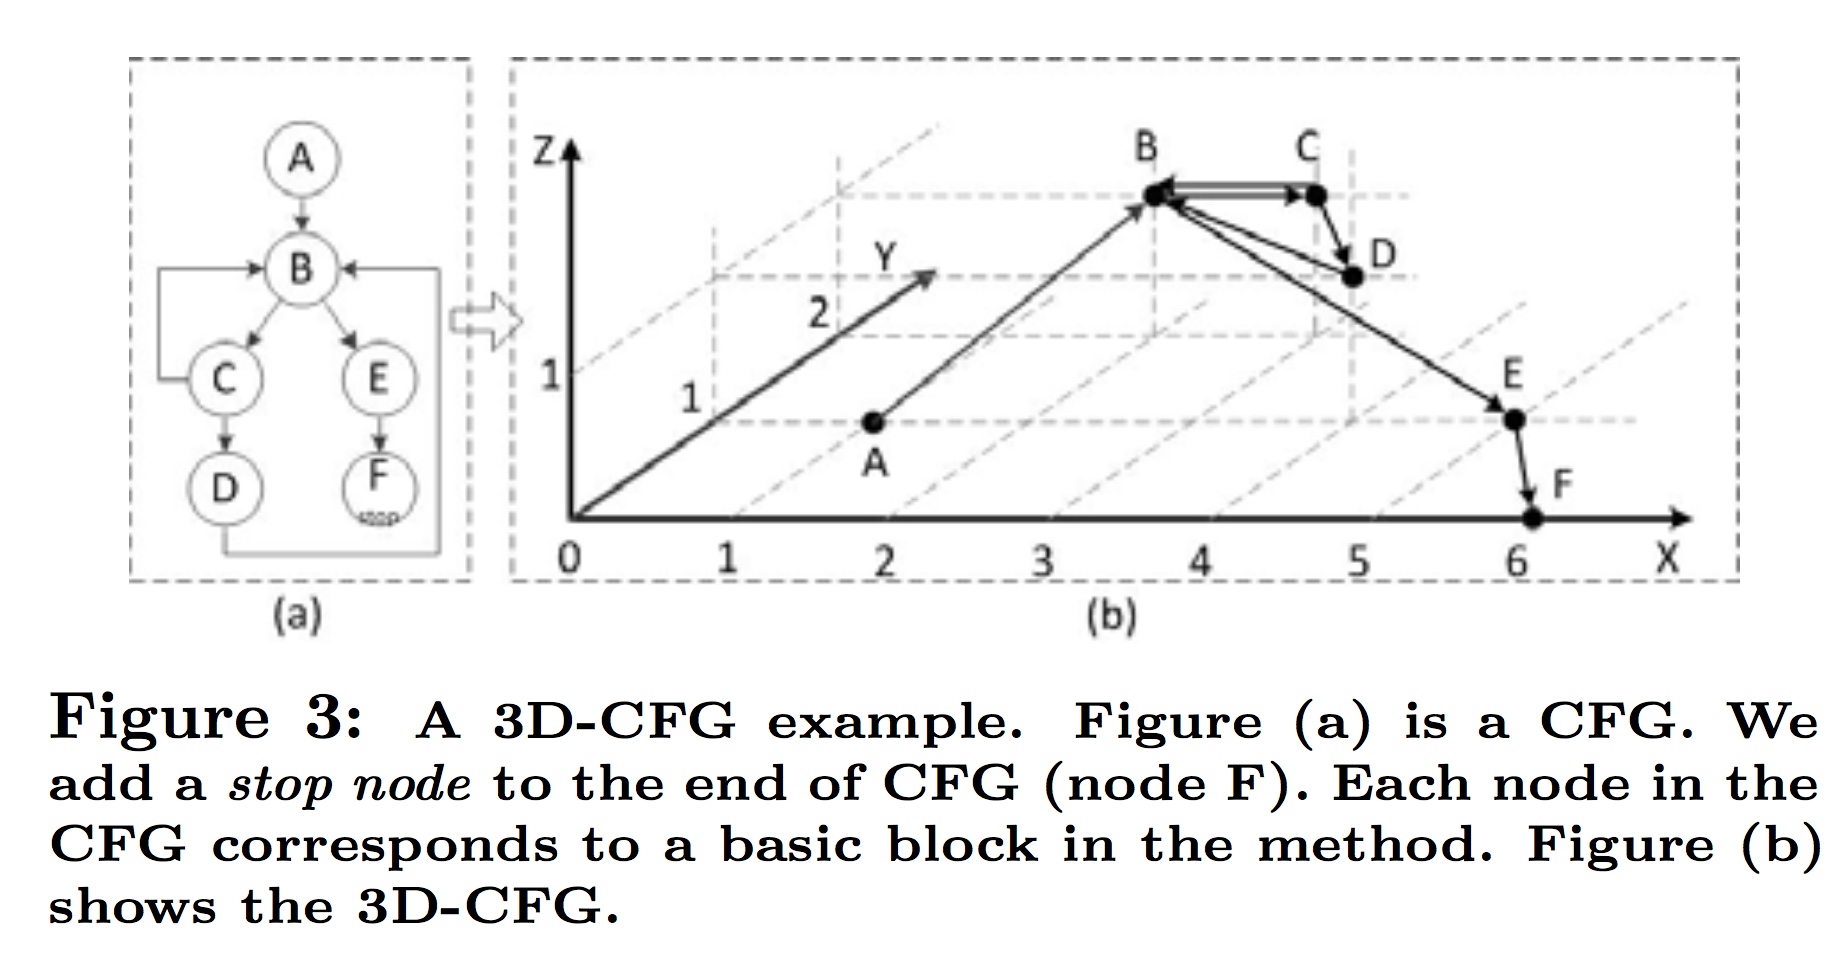 A
B
C
E
D
F
stop
(a)
Z
B
C
Y
D
2
1
1
E
A
F
0
1
2
3
4
5
6
X
(b)
Figure 3: A 3D-CFG example. Figure (a) is a CFG. We
add a stop node to the end of CFG (node F). Each node in the
CFG corresponds to a basic block in the method. Figure (b)
shows the 3D-CFG.